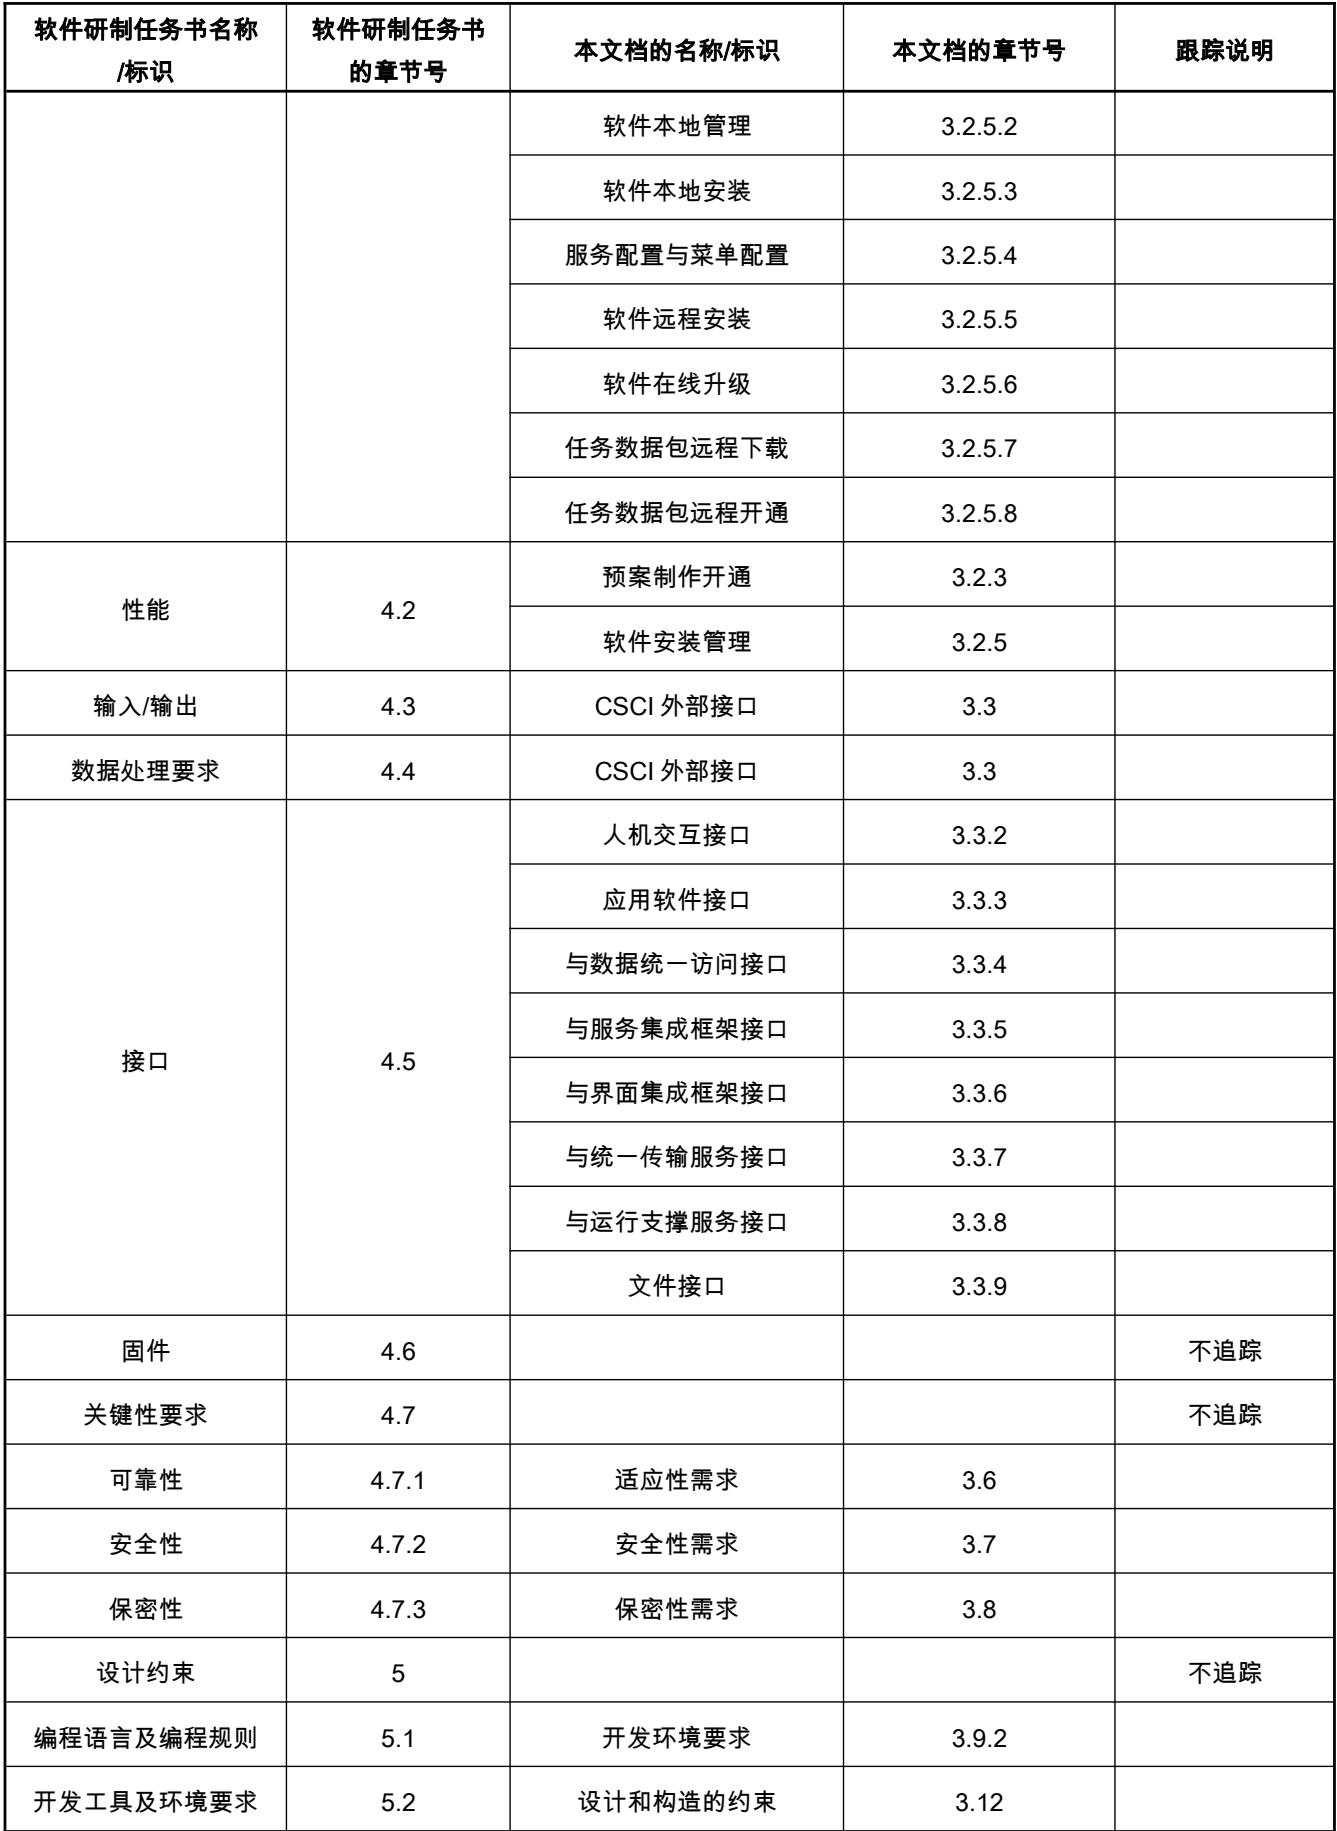 软件研制任务书名称/标识 软件研制任务书的章节号 本文档的名称/标识 本文档的章节号 跟踪说明
软件本地管理 3.2.5.2
软件本地安装 3.2.5.3
服务配置与菜单配置 3.2.5.4
软件远程安装 3.2.5.5
软件在线升级 3.2.5.6
任务数据包远程下载 3.2.5.7
任务数据包远程开通 3.2.5.8
性能 4.2 预案制作开通 3.2.3
软件安装管理 3.2.5
输入/输出 4.3 CSCI 外部接口 3.3
数据处理要求 4.4 CSCI 外部接口 3.3
接口 4.5 人机交互接口 3.3.2
应用软件接口 3.3.3
与数据统一访问接口 3.3.4
与服务集成框架接口 3.3.5
与界面集成框架接口 3.3.6
与统一传输服务接口 3.3.7
与运行支撑服务接口 3.3.8
文件接口 3.3.9
固件 4.6 不追踪
关键性要求 4.7 不追踪
可靠性 4.7.1 适应性需求 3.6
安全性 4.7.2 安全性需求 3.7
保密性 4.7.3 保密性需求 3.8
设计约束 5 不追踪
编程语言及编程规则 5.1 开发环境要求 3.9.2
开发工具及环境要求 5.2 设计和构造的约束 3.12